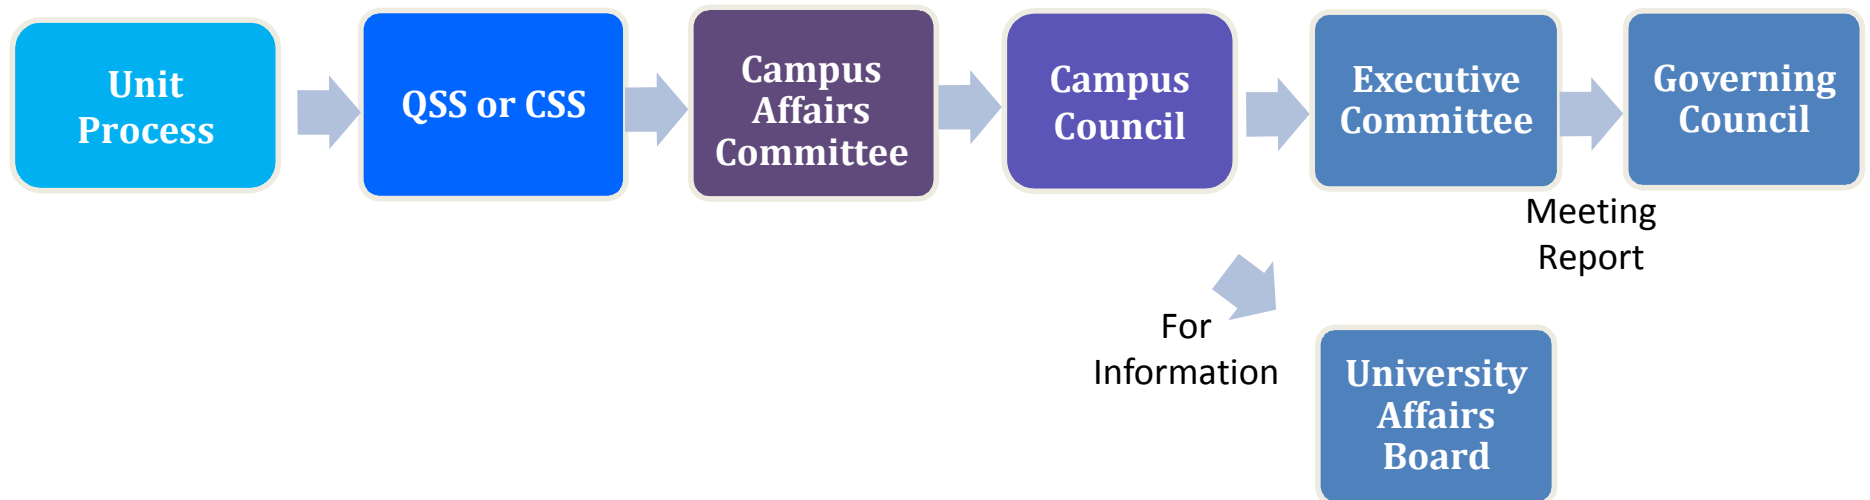 Unit
Process
QSS or CSS
Campus
Affairs
Committee
Campus
Council
Executive
Committee
Governing
Council
Meeting
Report
For
Information
University
Affairs
Board